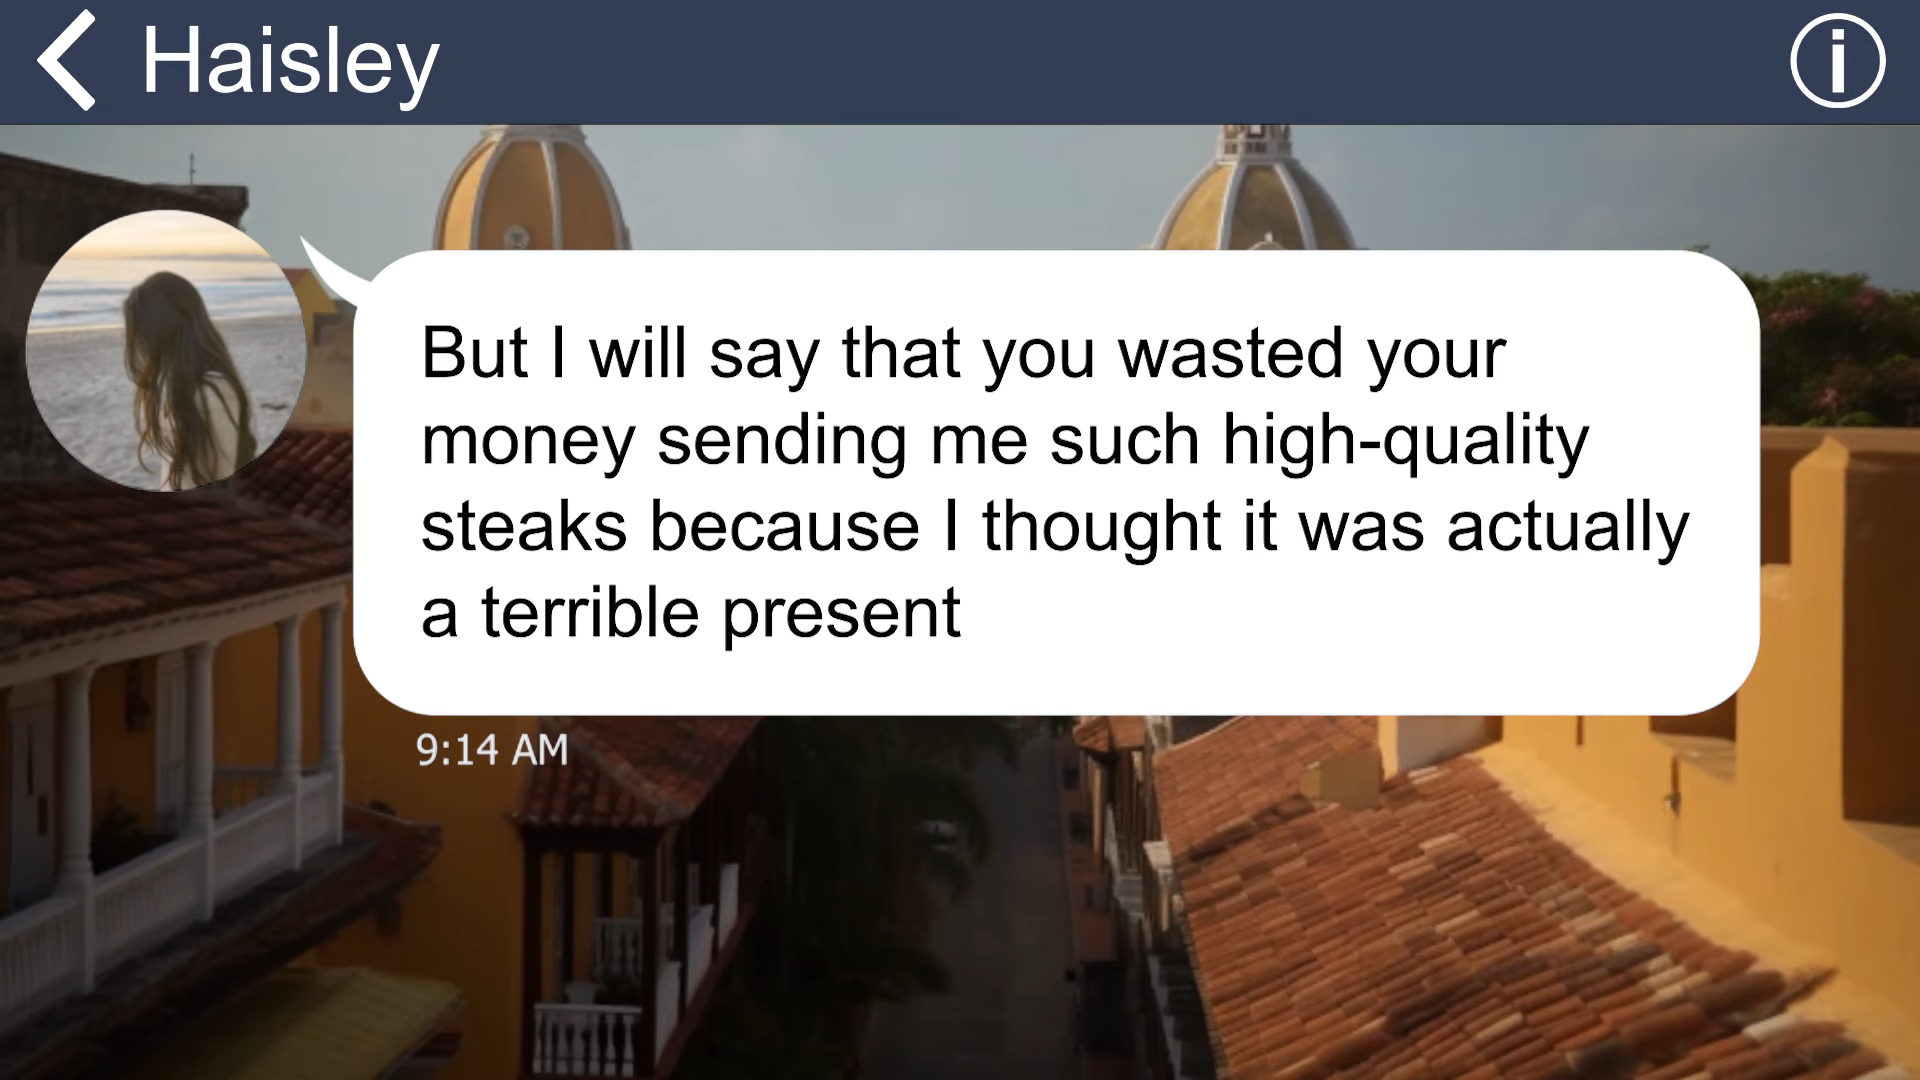 Haisley
But I will say that you wasted your
money sending me such high-quality
steaks because I thought it was actually
a terrible present
9:14 AM